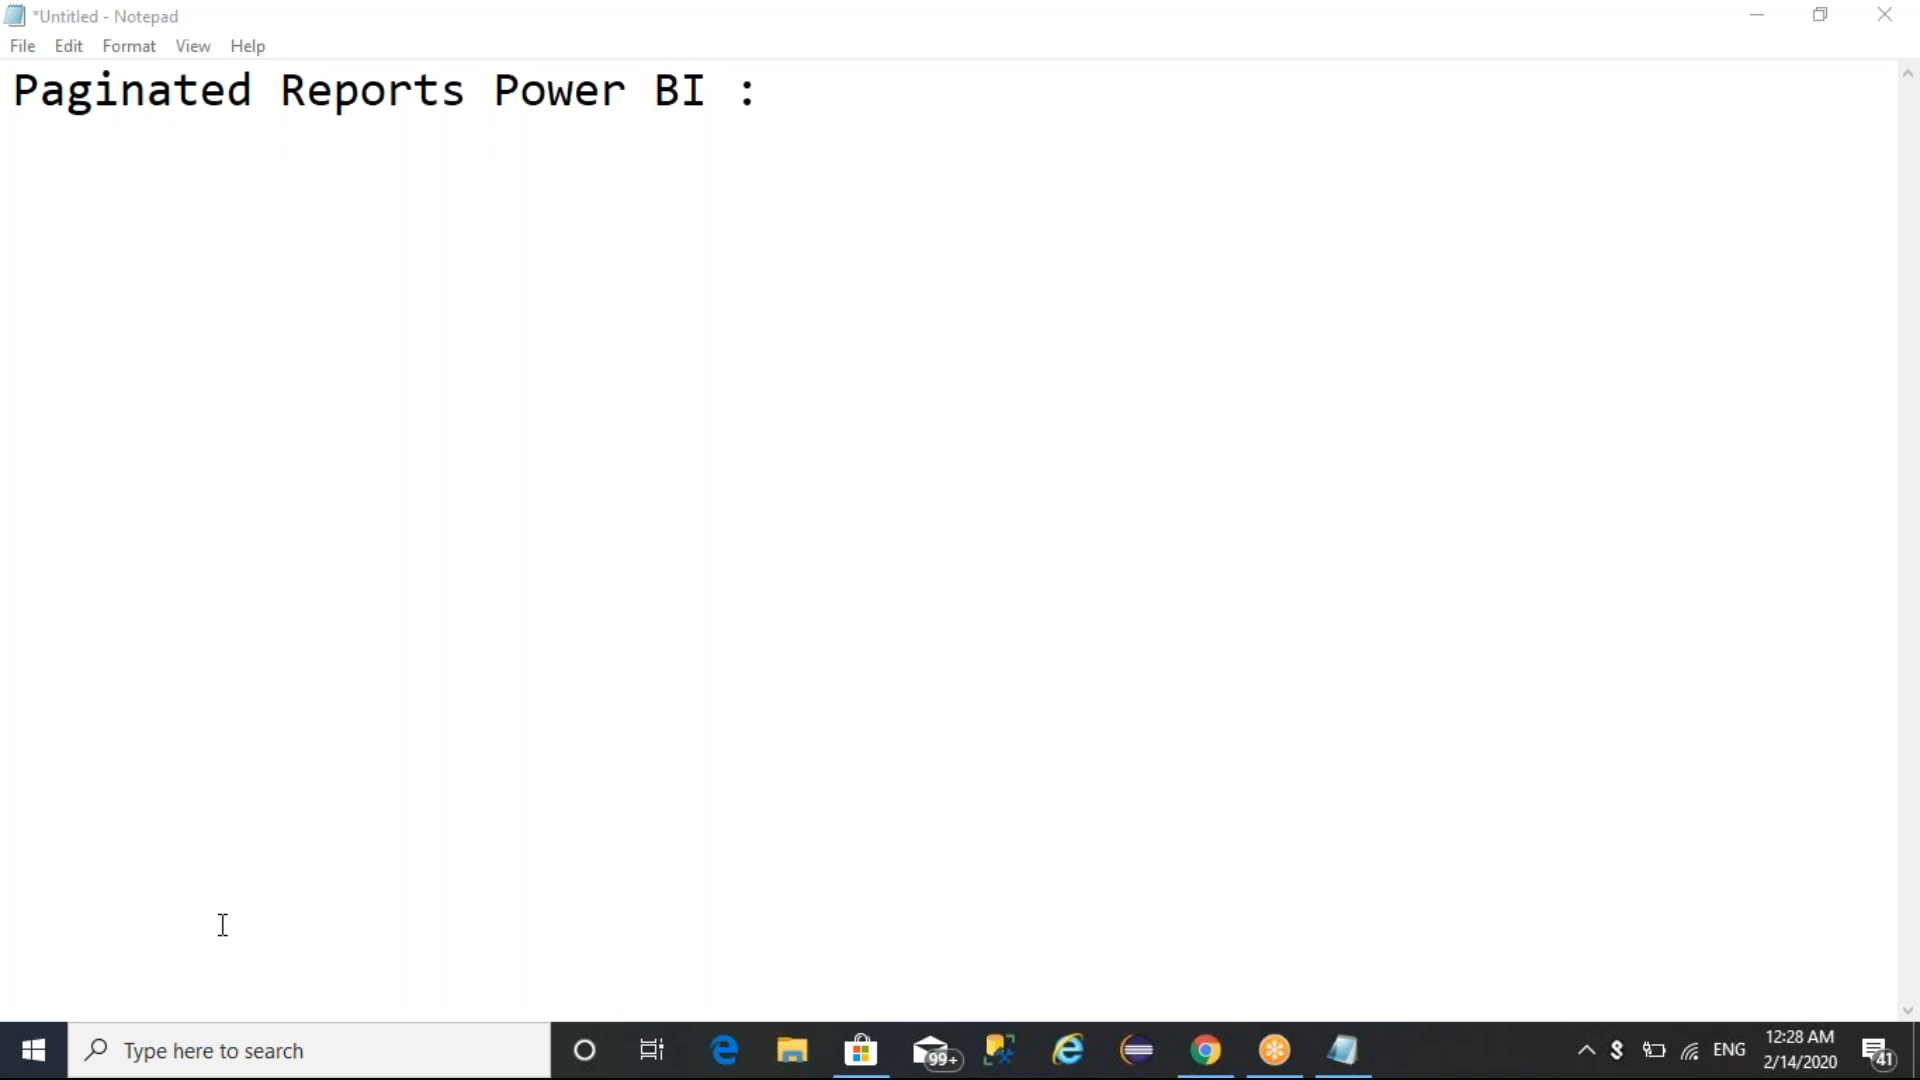 *Untitled - Notepad
File Edit Format View Help
Paginated Reports Power BI :
Type here to search
99+
ENG
12:28 AM
2/14/2020
41